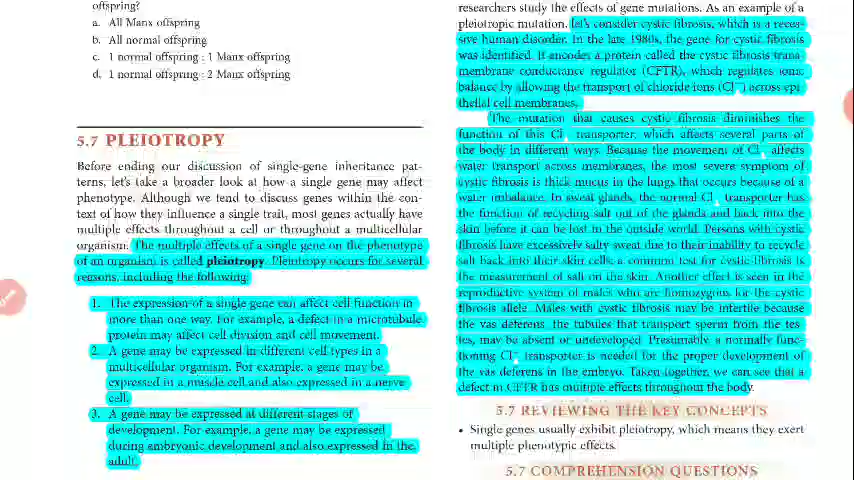 offspring?
a. All Manx offspring
b. All normal offspring
c. 1 normal offspring : 1 Manx offspring
d. 1 normal offspring : 2 Manx offspring
5.7 PLEIOTROPY
Before ending our discussion of single-gene inheritance pat-
terns, let's take a broader look at how a single gene may affect
phenotype. Although we tend to discuss genes within the con-
text of how they influence a single trait, most genes actually have
multiple effects throughout a cell or throughout a multicellular
organism. The multiple effects of a single gene on the phenotype
of an organism is called pleiotropy. Pleiotropy occurs for several
reasons, including the following:
1. The expression of a single gene can affect cell function in
more than one way. For example, a defect in a microtubule
protein may affect cell division and cell movement.
2. A gene may be expressed in different cell types in a
multicellular organism. For example, a gene may be
expressed in a muscle cell and also expressed in a nerve
cell.
3. A gene may be expressed at different stages of
development. For example, a gene may be expressed
during embryonic development and also expressed in the
adult.
researchers study the effects of gene mutations. As an example of a
pleiotropic mutation, let's consider cystic fibrosis, which is a reces-
sive human disorder. In the late 1980s, the gene for cystic fibrosis
was identified. It encodes a protein called the cystic fibrosis trans-
membrane conductance regulator (CFTR), which regulates ionic
balance by allowing the transport of chloride ions (Cl⁻) across epi-
thelial cell membranes.
The mutation that causes cystic fibrosis diminishes the
function of this Cl⁻ transporter, which affects several parts of
the body in different ways. Because the movement of Cl⁻ affects
water transport across membranes, the most severe symptom of
cystic fibrosis is thick mucus in the lungs that occurs because of a
water imbalance. In sweat glands, the normal Cl⁻ transporter has
the function of recycling salt out of the glands and back into the
skin before it can be lost to the outside world. Persons with cystic
fibrosis have excessively salty sweat due to their inability to recycle
salt back into their skin cells; a common test for cystic fibrosis is
the measurement of salt on the skin. Another effect is seen in the
reproductive system of males who are homozygous for the cystic
fibrosis allele. Males with cystic fibrosis may be infertile because
the vas deferens, the tubules that transport sperm from the tes-
tes, may be absent or undeveloped. Presumably, a normally func-
tioning Cl⁻ transporter is needed for the proper development of
the vas deferens in the embryo. Taken together, we can see that a
defect in CFTR has multiple effects throughout the body.
5.7 REVIEWING THE KEY CONCEPTS
• Single genes usually exhibit pleiotropy, which means they exert
multiple phenotypic effects.
5.7 COMPREHENSION QUESTIONS